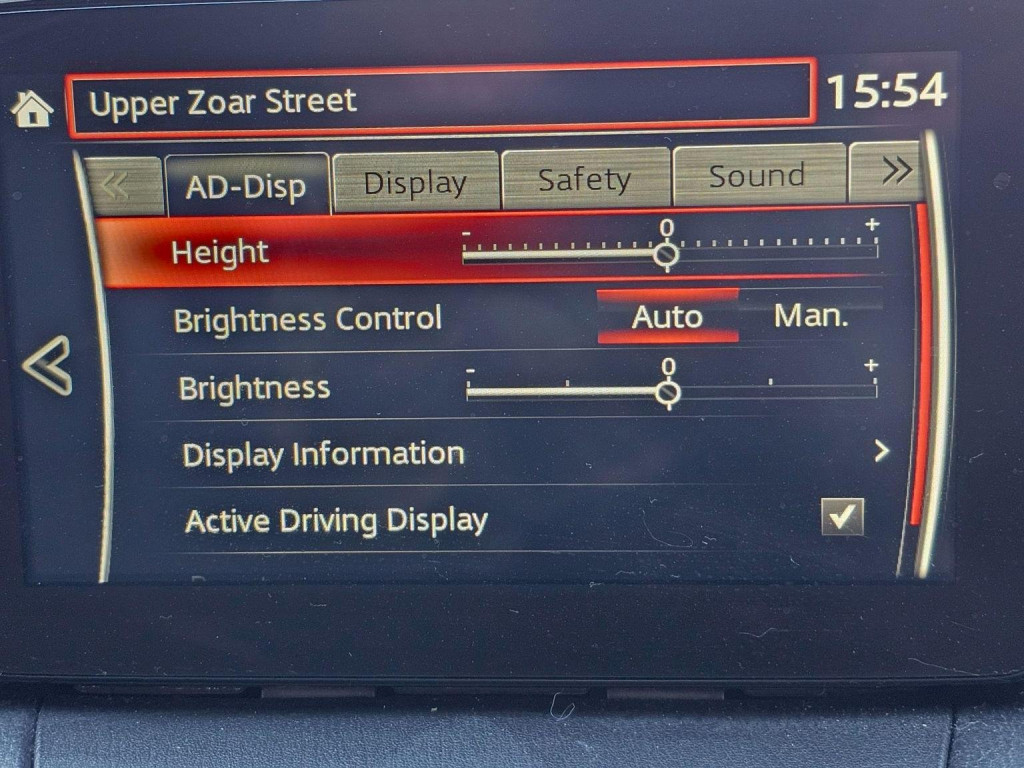 Upper Zoar Street 15:54
« AD-Disp Display Safety Sound »
Height - 0 +
Brightness Control Auto Man.
Brightness - 0 +
Display Information >
Active Driving Display